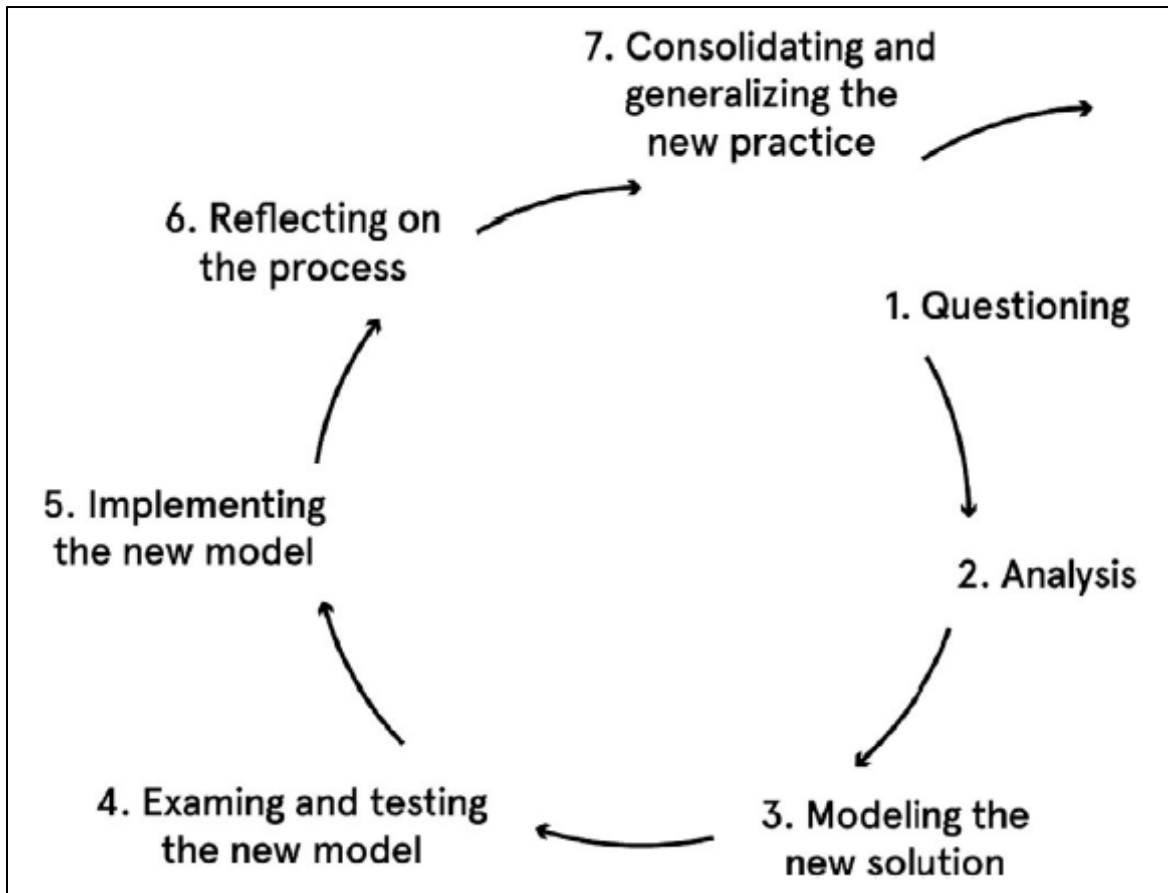 7. Consolidating and
generalizing the
new practice
1. Questioning
2. Analysis
3. Modeling the
new solution
4. Examing and testing
the new model
5. Implementing
the new model
6. Reflecting on
the process